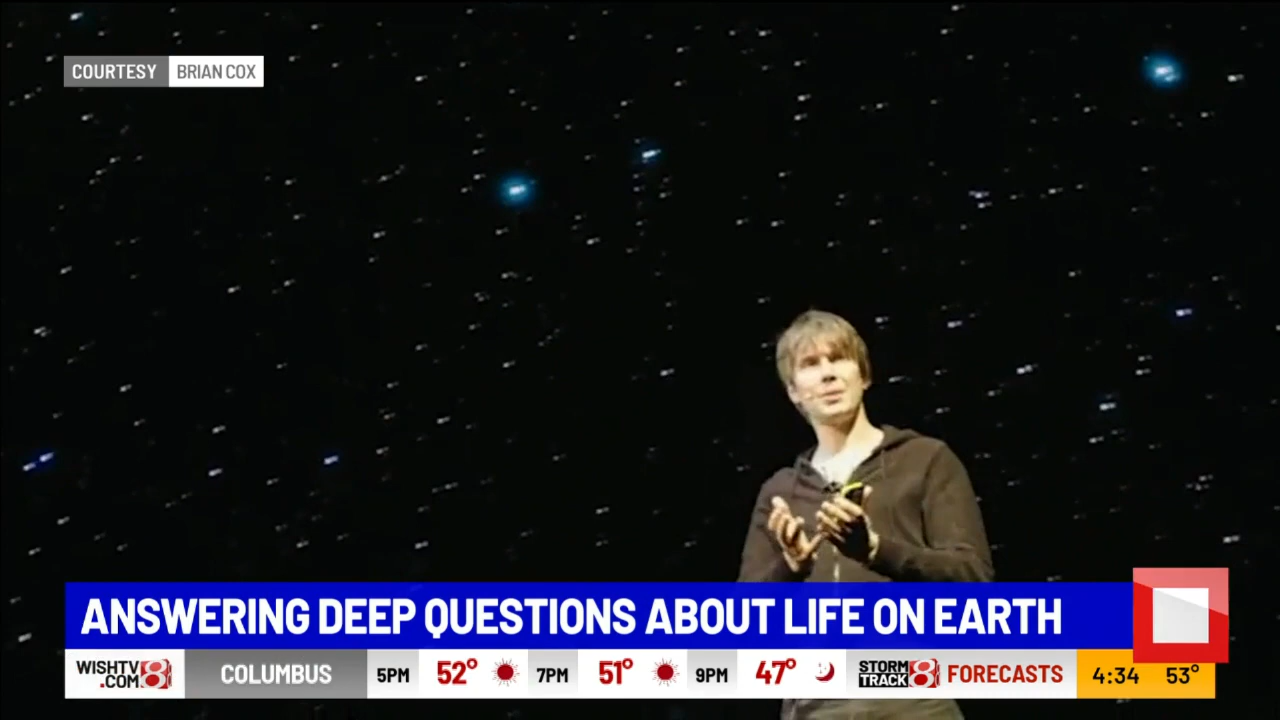 COURTESY BRIAN COX
ANSWERING DEEP QUESTIONS ABOUT LIFE ON EARTH
WISHTV.COM 8 COLUMBUS 5PM 52° 7PM 51° 9PM 47° STORM TRACK 8 FORECASTS 4:34 53°